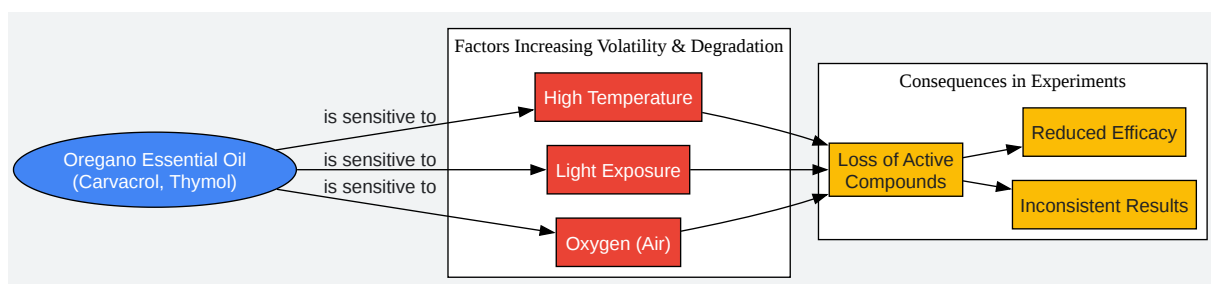 Factors Increasing Volatility & Degradation
Consequences in Experiments
is sensitive to
is sensitive to
is sensitive to
Oregano Essential Oil
(Carvacrol, Thymol)
High Temperature
Light Exposure
Oxygen (Air)
Loss of Active
Compounds
Reduced Efficacy
Inconsistent Results